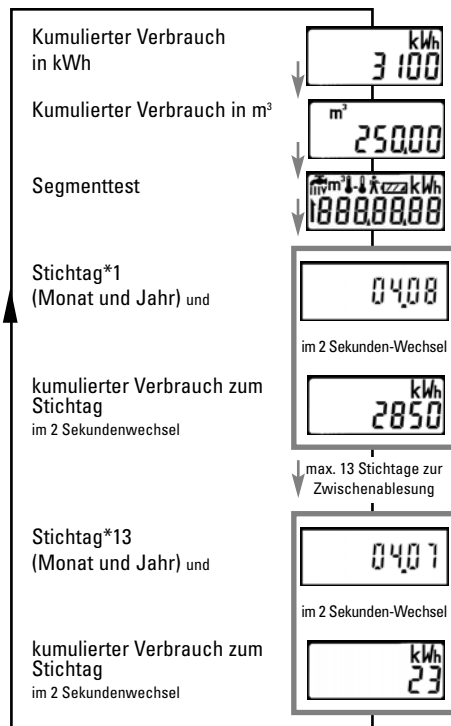 Kumulierter Verbrauch
in kWh
kWh
3100
Kumulierter Verbrauch in m³
m³
250,00
Segmenttest
m³ kWh
1888,88,88
Stichtag*1
(Monat und Jahr) und
04,08
im 2 Sekunden-Wechsel
kumulierter Verbrauch zum
Stichtag
im 2 Sekundenwechsel
kWh
2850
max. 13 Stichtage zur
Zwischenablesung
Stichtag*13
(Monat und Jahr) und
04,07
im 2 Sekunden-Wechsel
kumulierter Verbrauch zum
Stichtag
im 2 Sekundenwechsel
kWh
23